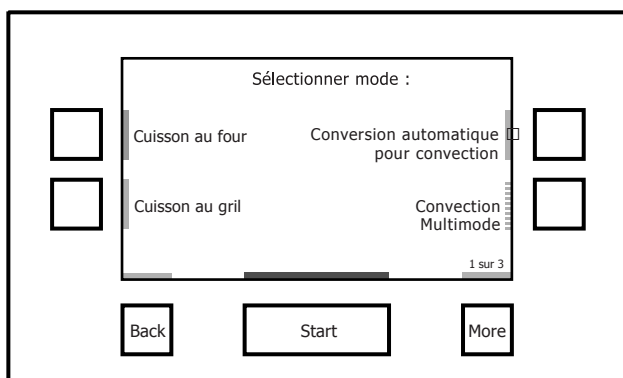 Sélectionner mode :
Cuisson au four
Conversion automatique
pour convection
Cuisson au gril
Convection
Multimode
1 sur 3
Back
Start
More